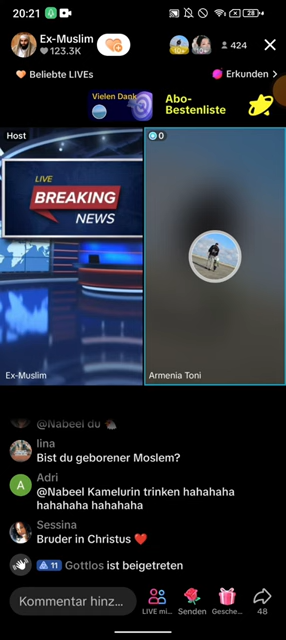 20:21
28
Ex-Muslim
123.3K
424
Beliebte LIVEs
Erkunden >
Vielen Dank
Abo-
Bestenliste
Host
0
LIVE
BREAKING
NEWS
Ex-Muslim
Armenia Toni
@Nabeel du
lina
Bist du geborener Moslem?
A
Adri
@Nabeel Kamelurin trinken hahahaha
hahahaha hahahaha
Sessina
Bruder in Christus ❤️
11 Gottlos ist beigetreten
Kommentar hinz...
LIVE mi...
Senden
Gesche...
48